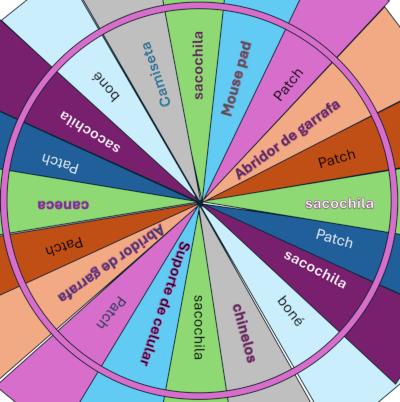 sacochila
Mouse pad
Patch
Abridor de garrafa
Patch
sacochila
Patch
sacochila
boné
chinelos
sacochila
Suporte de celular
Patch
Abridor de garrafa
Patch
caneca
Patch
sacochila
boné
Camiseta